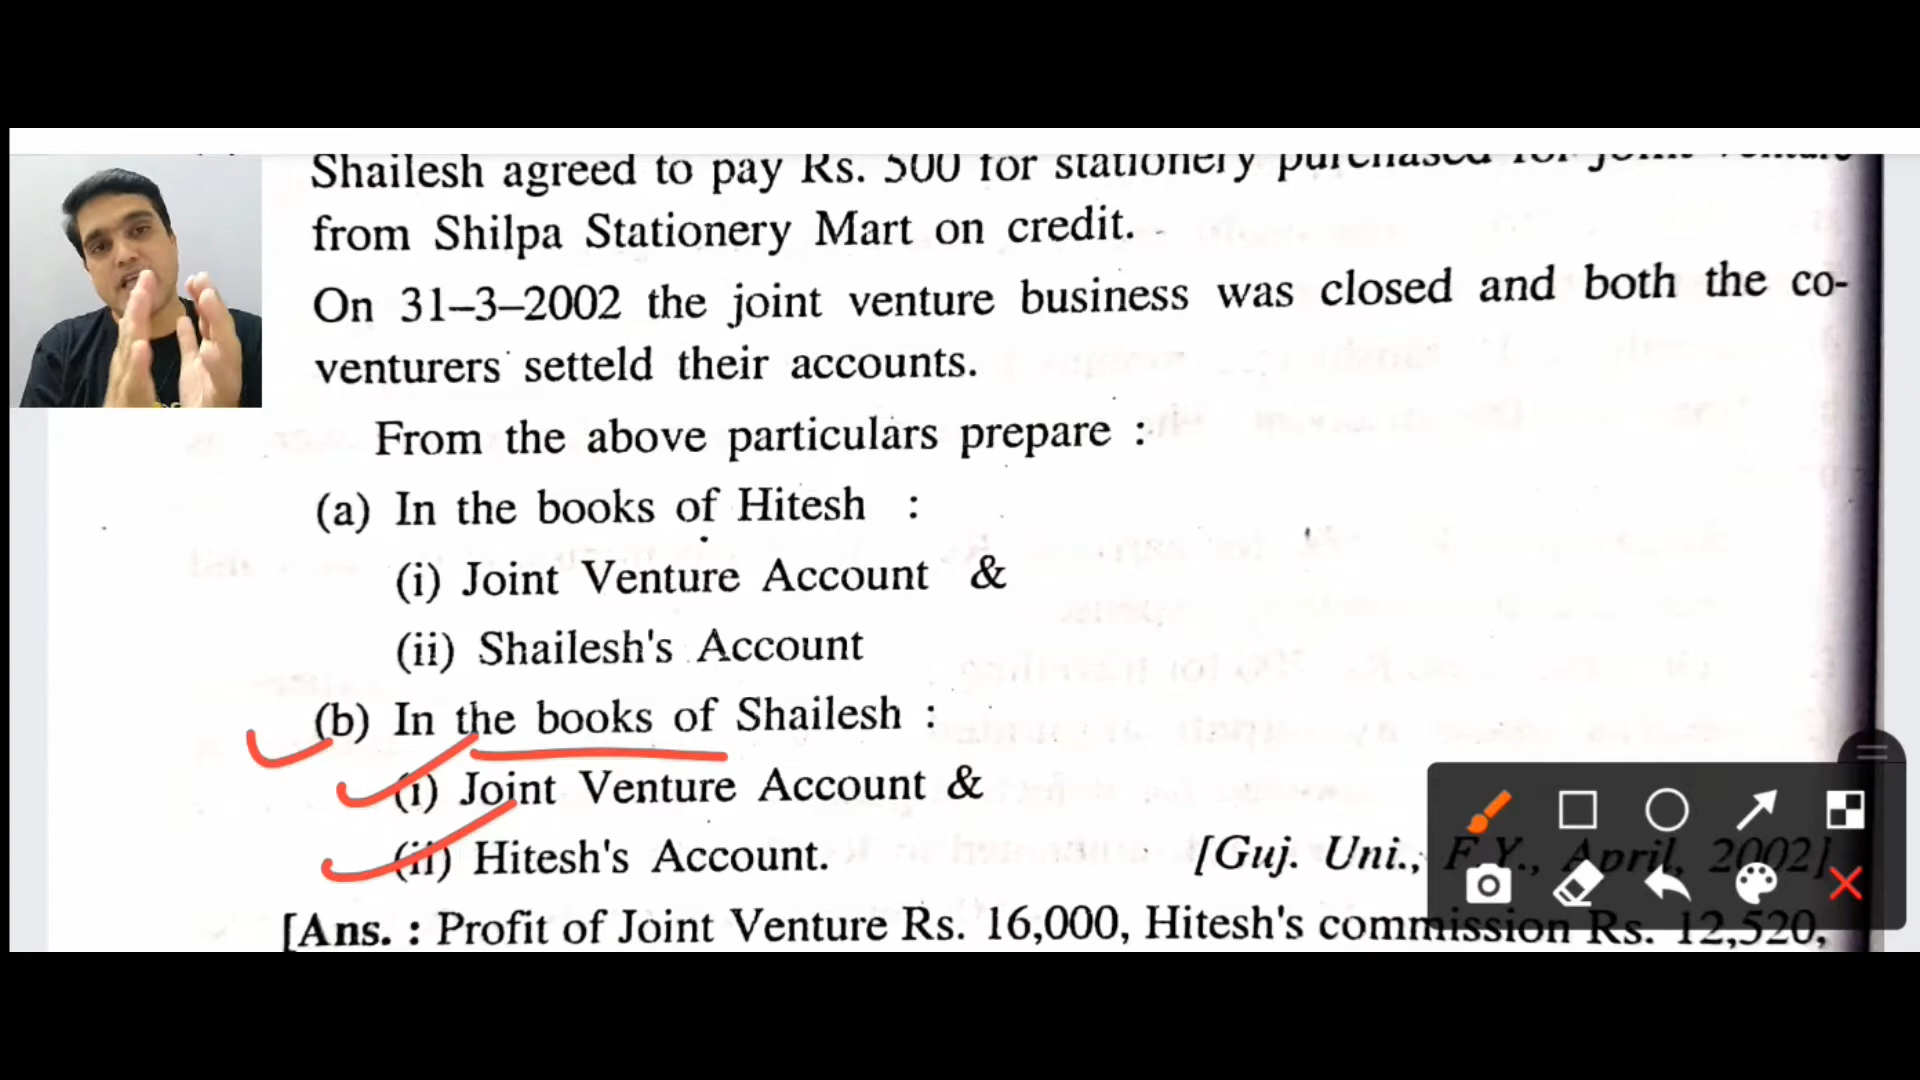 Shailesh agreed to pay Rs. 500 for stationery purchased for joint venture
from Shilpa Stationery Mart on credit.
On 31–3–2002 the joint venture business was closed and both the co-
venturers setteld their accounts.
From the above particulars prepare :
(a) In the books of Hitesh :
(i) Joint Venture Account &
(ii) Shailesh's Account
(b) In the books of Shailesh :
(i) Joint Venture Account &
(ii) Hitesh's Account.
[Guj. Uni., F.Y., April, 2002]
[Ans. : Profit of Joint Venture Rs. 16,000, Hitesh's commission Rs. 12,520,